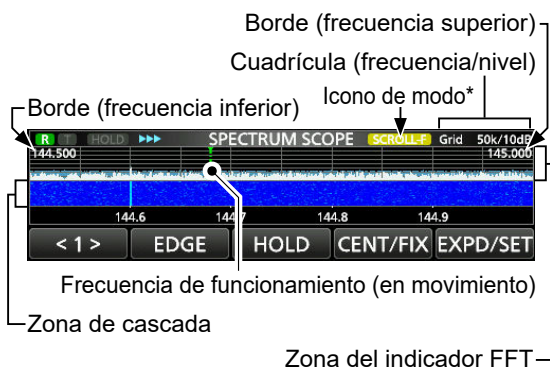 Borde (frecuencia superior)
Cuadrícula (frecuencia/nivel)
Icono de modo*
Borde (frecuencia inferior)
R T HOLD SPECTRUM SCOPE SCROLL-F Grid 50k/10dB
144.500 145.000
144.6 144.7 144.8 144.9
< 1 > EDGE HOLD CENT/FIX EXPD/SET
Frecuencia de funcionamiento (en movimiento)
Zona de cascada
Zona del indicador FFT